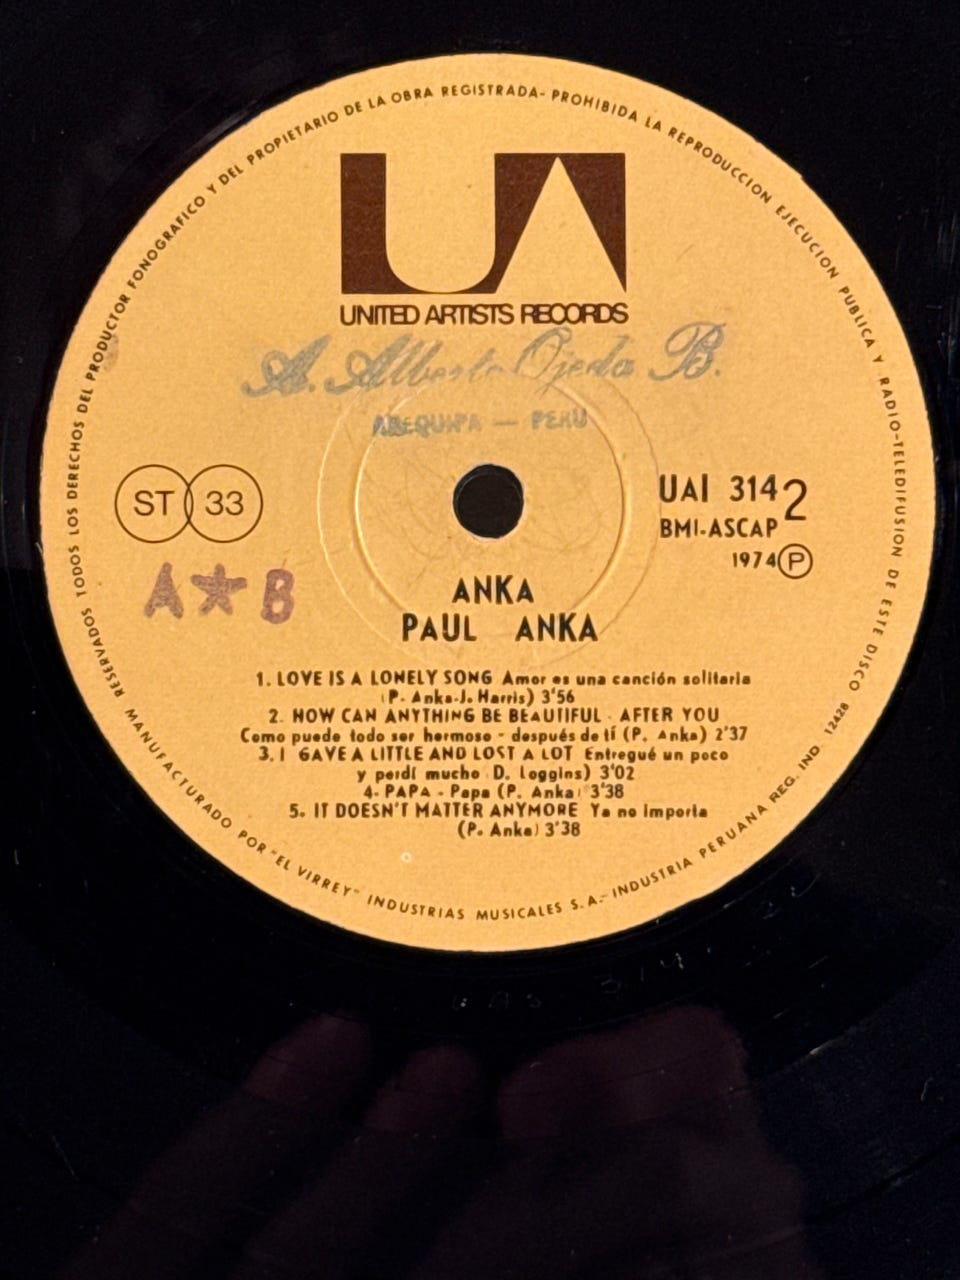 RESERVADOS TODOS LOS DERECHOS DEL PRODUCTOR FONOGRAFICO Y DEL PROPIETARIO DE LA OBRA REGISTRADA- PROHIBIDA LA REPRODUCCION EJECUCION PUBLICA Y RADIO-TELEDIFUSION DE ESTE DISCO
UA
UNITED ARTISTS RECORDS
A. Alberto Ojeda B.
AREQUIPA — PERU
ST 33
UAI 314 2
BMI-ASCAP
1974 Ⓟ
A★B
ANKA
PAUL ANKA
1. LOVE IS A LONELY SONG Amor es una canción solitaria
(P. Anka-J. Harris) 3'56
2. HOW CAN ANYTHING BE BEAUTIFUL - AFTER YOU
Como puede todo ser hermoso - después de tí (P. Anka) 2'37
3. I GAVE A LITTLE AND LOST A LOT Entregué un poco
y perdí mucho D. Loggins) 3'02
4- PAPA - Papa (P. Anka) 3'38
5. IT DOESN'T MATTER ANYMORE Ya no importa
(P. Anka) 3'38
MANUFACTURADO POR "EL VIRREY" INDUSTRIAS MUSICALES S.A.- INDUSTRIA PERUANA REG. IND. 12428